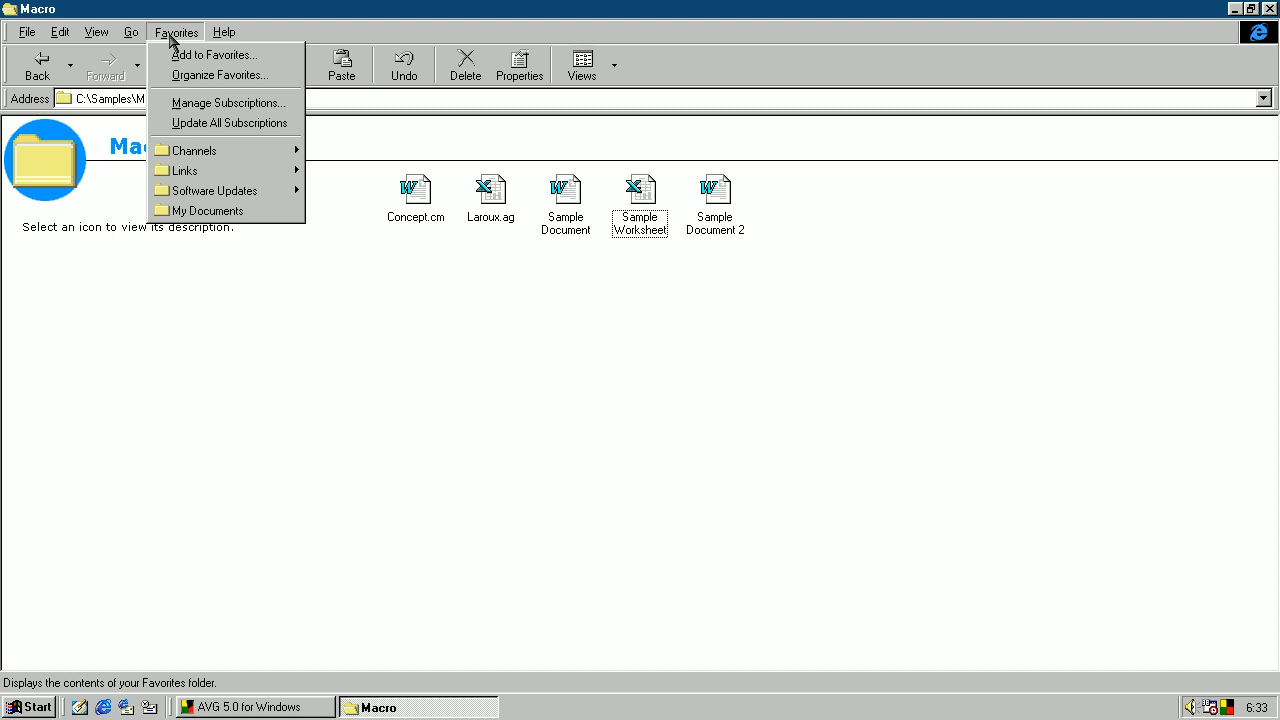 Macro
File Edit View Go Favorites Help
Back Forward Paste Undo Delete Properties Views
Add to Favorites...
Organize Favorites...
Address C:\Samples\M
Manage Subscriptions...
Update All Subscriptions
Ma
Channels
Links
Software Updates
My Documents
Select an icon to view its description.
Concept.cm
Laroux.ag
Sample
Document
Sample
Worksheet
Sample
Document 2
Displays the contents of your Favorites folder.
Start AVG 5.0 for Windows Macro 6:33